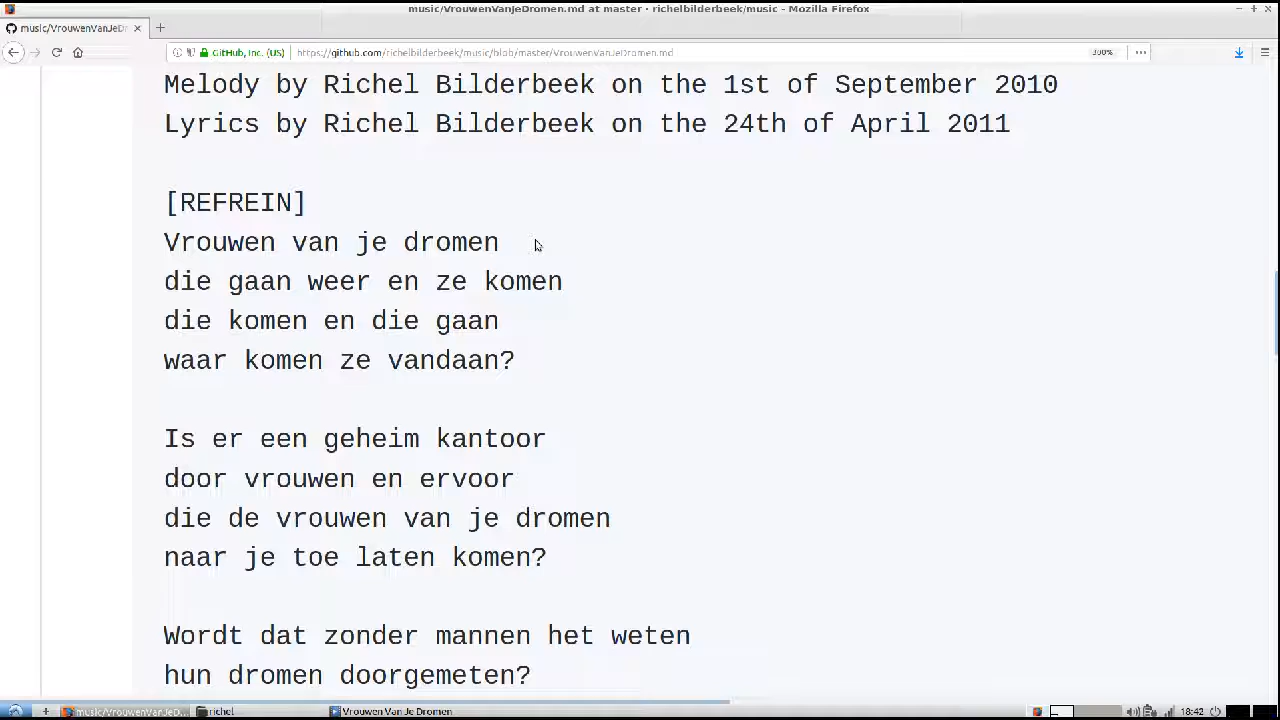 music/VrouwenVanJeDromen.md at master · richelbilderbeek/music - Mozilla Firefox
music/VrouwenVanJeDr
GitHub, Inc. (US)
https://github.com/richelbilderbeek/music/blob/master/VrouwenVanJeDromen.md
300%
Melody by Richel Bilderbeek on the 1st of September 2010
Lyrics by Richel Bilderbeek on the 24th of April 2011
[REFREIN]
Vrouwen van je dromen
die gaan weer en ze komen
die komen en die gaan
waar komen ze vandaan?
Is er een geheim kantoor
door vrouwen en ervoor
die de vrouwen van je dromen
naar je toe laten komen?
Wordt dat zonder mannen het weten
hun dromen doorgemeten?
music/VrouwenVanJeD...
richel
Vrouwen Van Je Dromen
18:42